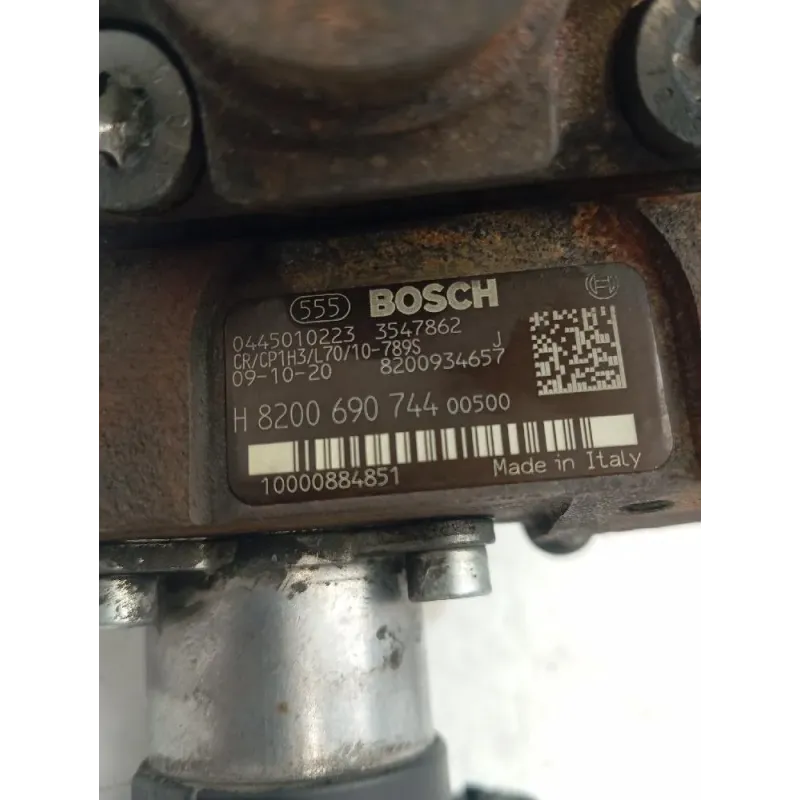 555 BOSCH H
0445010223 3547862
CR/CP1H3/L70/10-789S J
09-10-20 8200934657
H 8200 690 744 00500
10000884851 Made in Italy